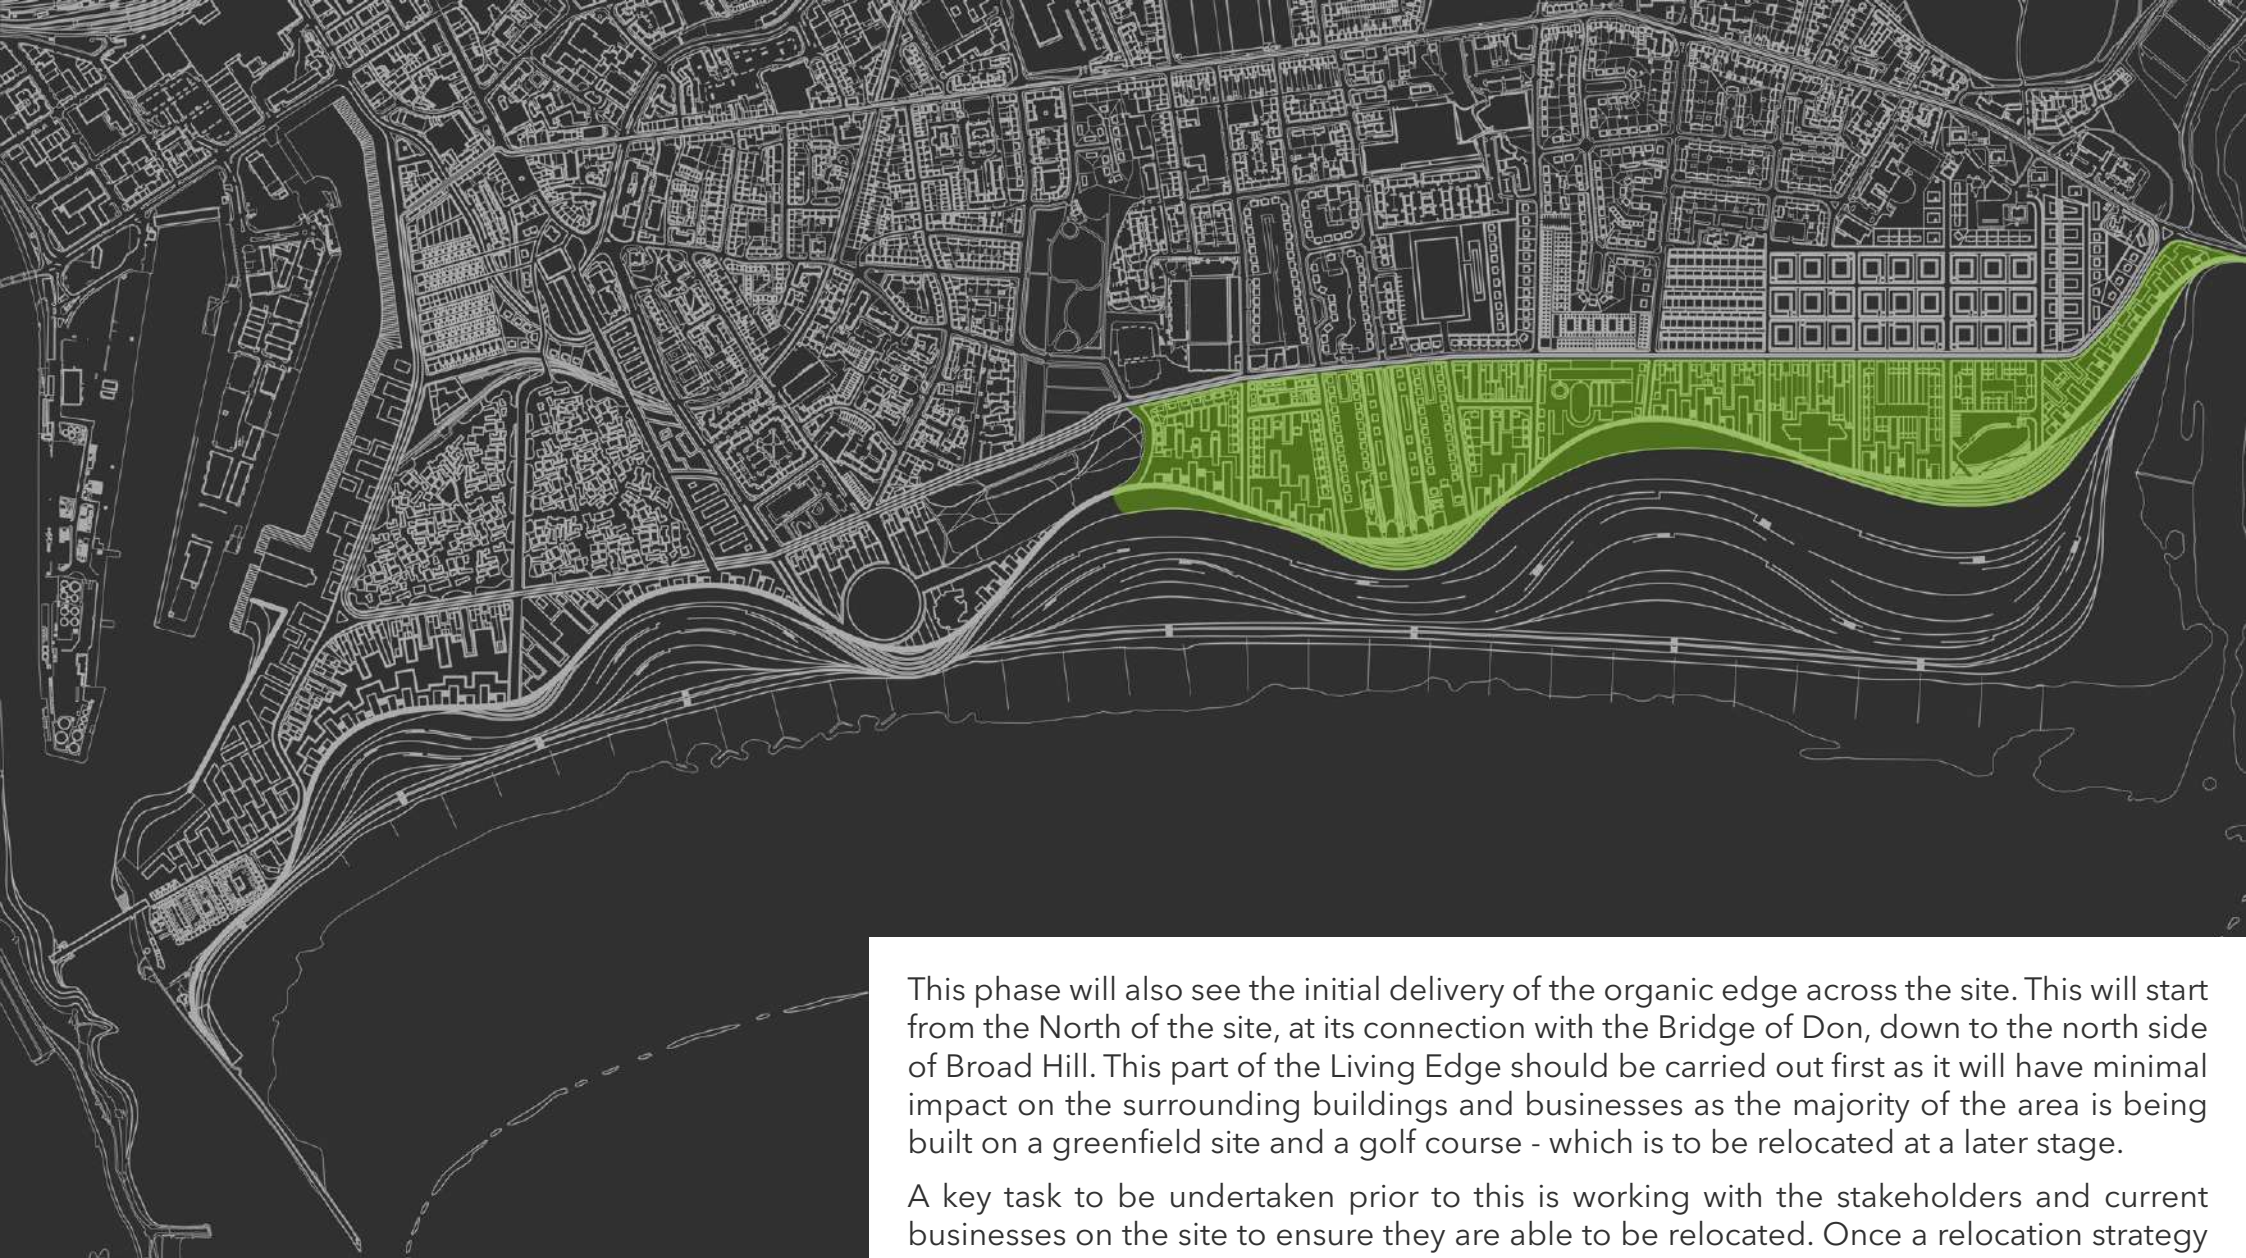 This phase will also see the initial delivery of the organic edge across the site. This will start
from the North of the site, at its connection with the Bridge of Don, down to the north side
of Broad Hill. This part of the Living Edge should be carried out first as it will have minimal
impact on the surrounding buildings and businesses as the majority of the area is being
built on a greenfield site and a golf course - which is to be relocated at a later stage.
A key task to be undertaken prior to this is working with the stakeholders and current
businesses on the site to ensure they are able to be relocated. Once a relocation strategy